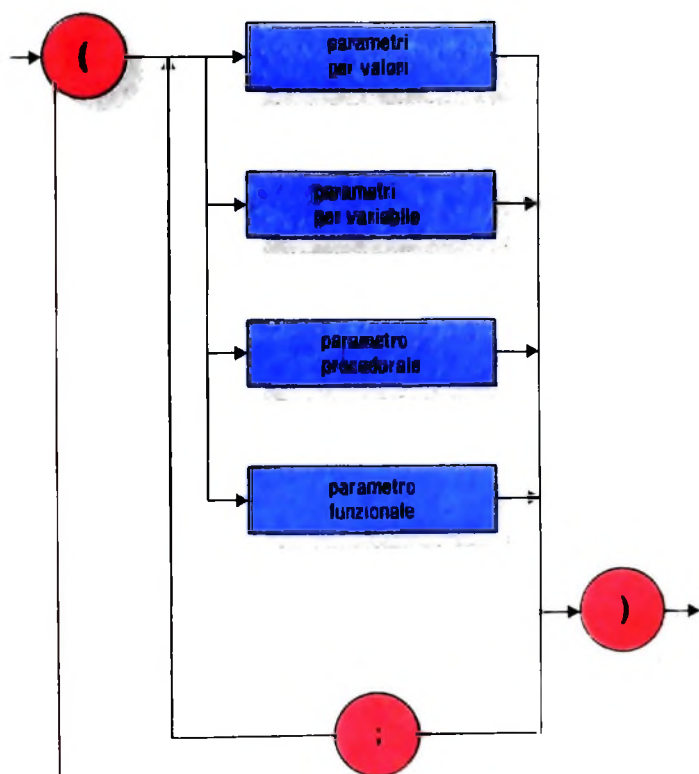 (
parametri
per valori
parametri
per variabile
parametro
procedurale
parametro
funzionale
)
;